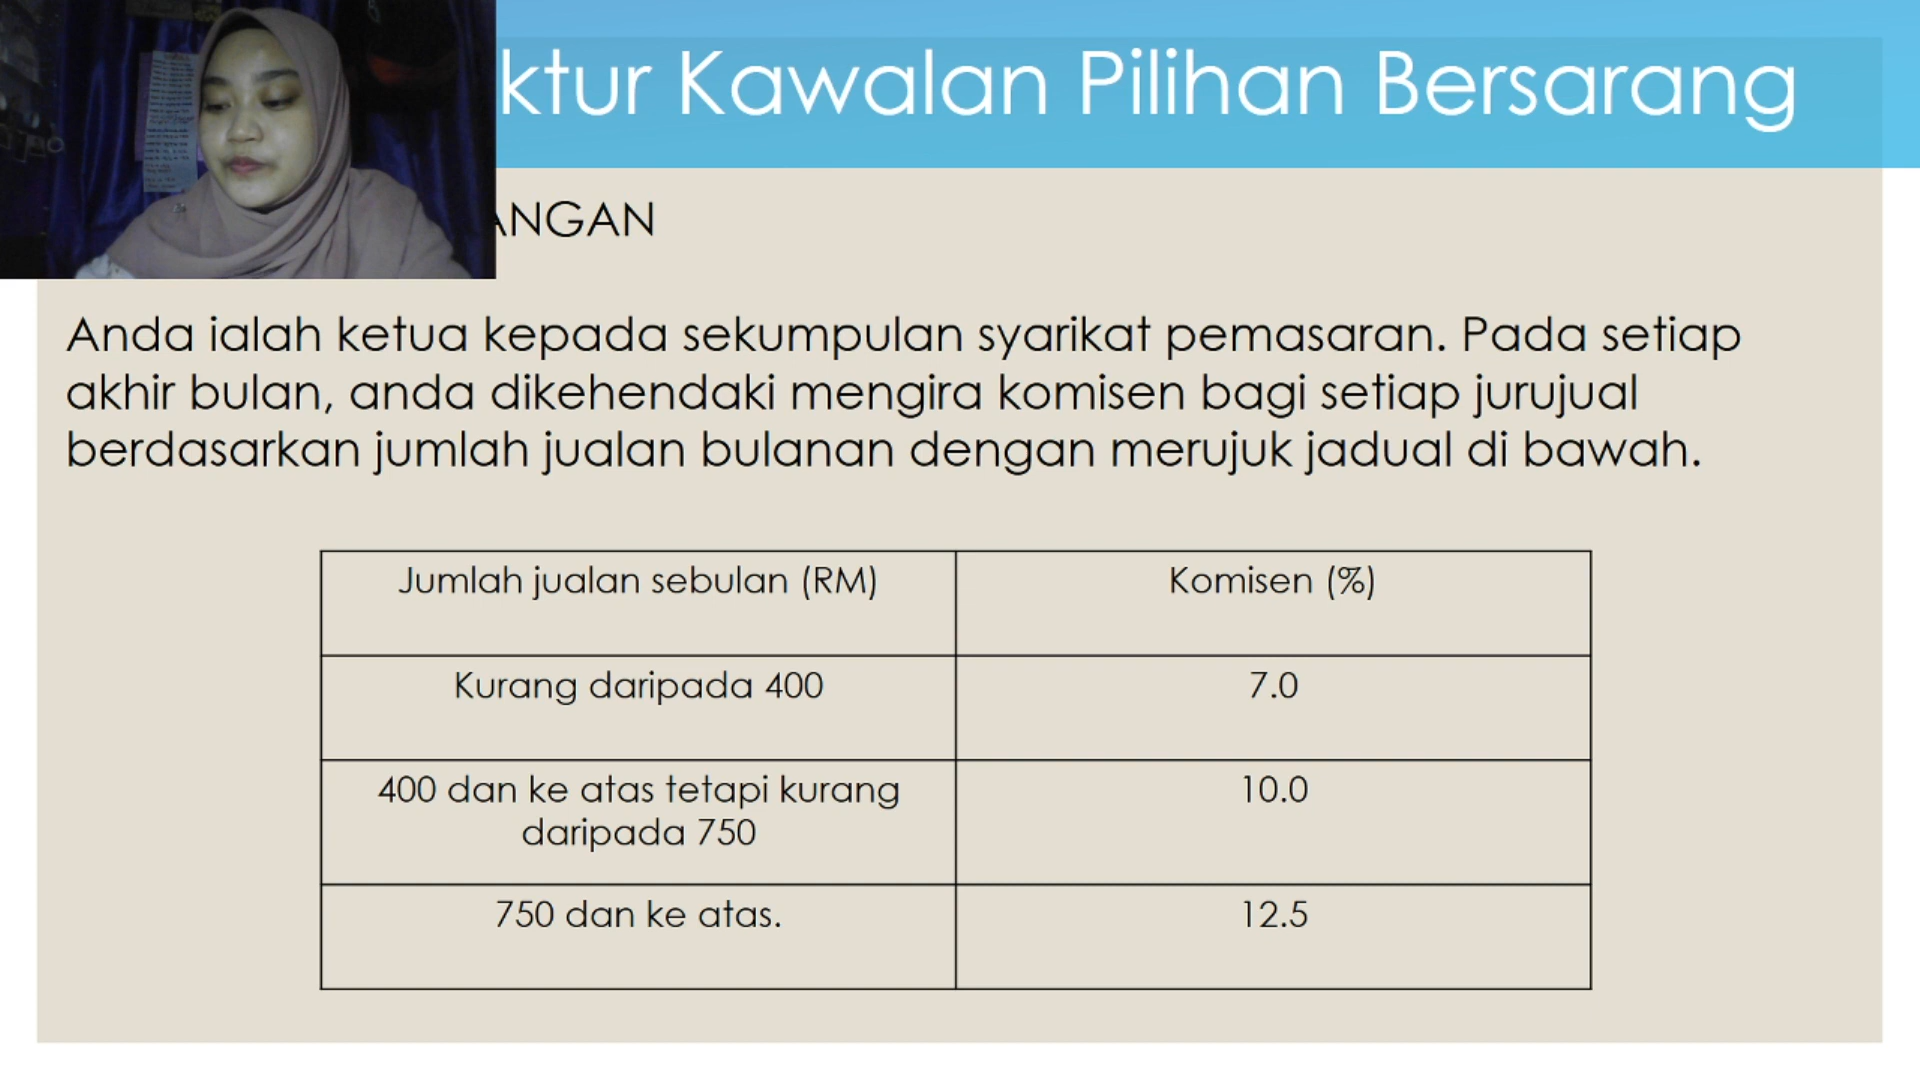 ktur Kawalan Pilihan Bersarang
ANGAN
Anda ialah ketua kepada sekumpulan syarikat pemasaran. Pada setiap
akhir bulan, anda dikehendaki mengira komisen bagi setiap jurujual
berdasarkan jumlah jualan bulanan dengan merujuk jadual di bawah.
Jumlah jualan sebulan (RM)
Komisen (%)
Kurang daripada 400
7.0
400 dan ke atas tetapi kurang
daripada 750
10.0
750 dan ke atas.
12.5